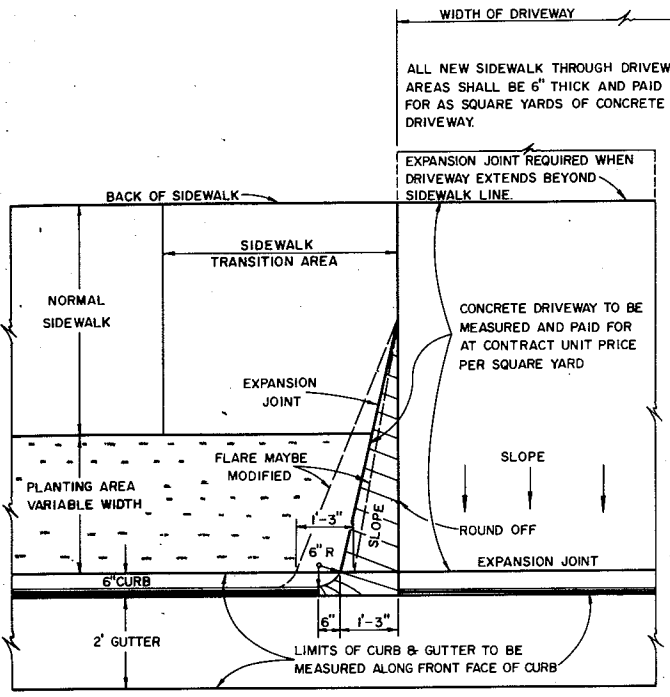 WIDTH OF DRIVEWAY
ALL NEW SIDEWALK THROUGH DRIVEW
AREAS SHALL BE 6" THICK AND PAID
FOR AS SQUARE YARDS OF CONCRETE
DRIVEWAY.
EXPANSION JOINT REQUIRED WHEN
DRIVEWAY EXTENDS BEYOND
SIDEWALK LINE.
BACK OF SIDEWALK
SIDEWALK
TRANSITION AREA
NORMAL
SIDEWALK
CONCRETE DRIVEWAY TO BE
MEASURED AND PAID FOR
AT CONTRACT UNIT PRICE
PER SQUARE YARD
EXPANSION
JOINT
FLARE MAYBE
MODIFIED
SLOPE
PLANTING AREA
VARIABLE WIDTH
1'-3"
SLOPE
ROUND OFF
6" R
EXPANSION JOINT
6" CURB
6"
1'-3"
2' GUTTER
LIMITS OF CURB & GUTTER TO BE
MEASURED ALONG FRONT FACE OF CURB